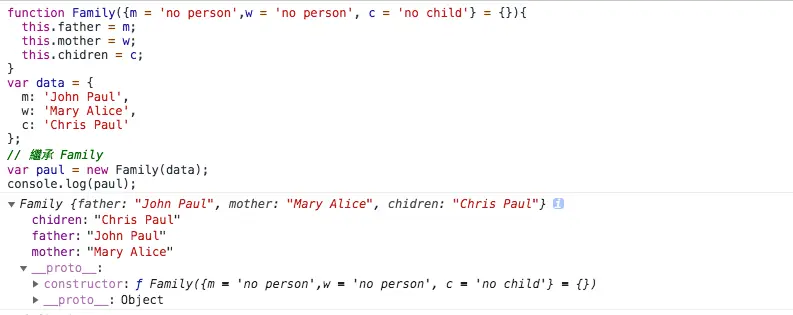 function Family({m = 'no person',w = 'no person', c = 'no child'} = {}){
  this.father = m;
  this.mother = w;
  this.chidren = c;
}
var data = {
  m: 'John Paul',
  w: 'Mary Alice',
  c: 'Chris Paul'
};
// 繼承 Family
var paul = new Family(data);
console.log(paul);
▼ Family {father: "John Paul", mother: "Mary Alice", chidren: "Chris Paul"} i
chidren: "Chris Paul"
father: "John Paul"
mother: "Mary Alice"
▼ __proto__:
▶ constructor: ƒ Family({m = 'no person',w = 'no person', c = 'no child'} = {})
▶ __proto__: Object